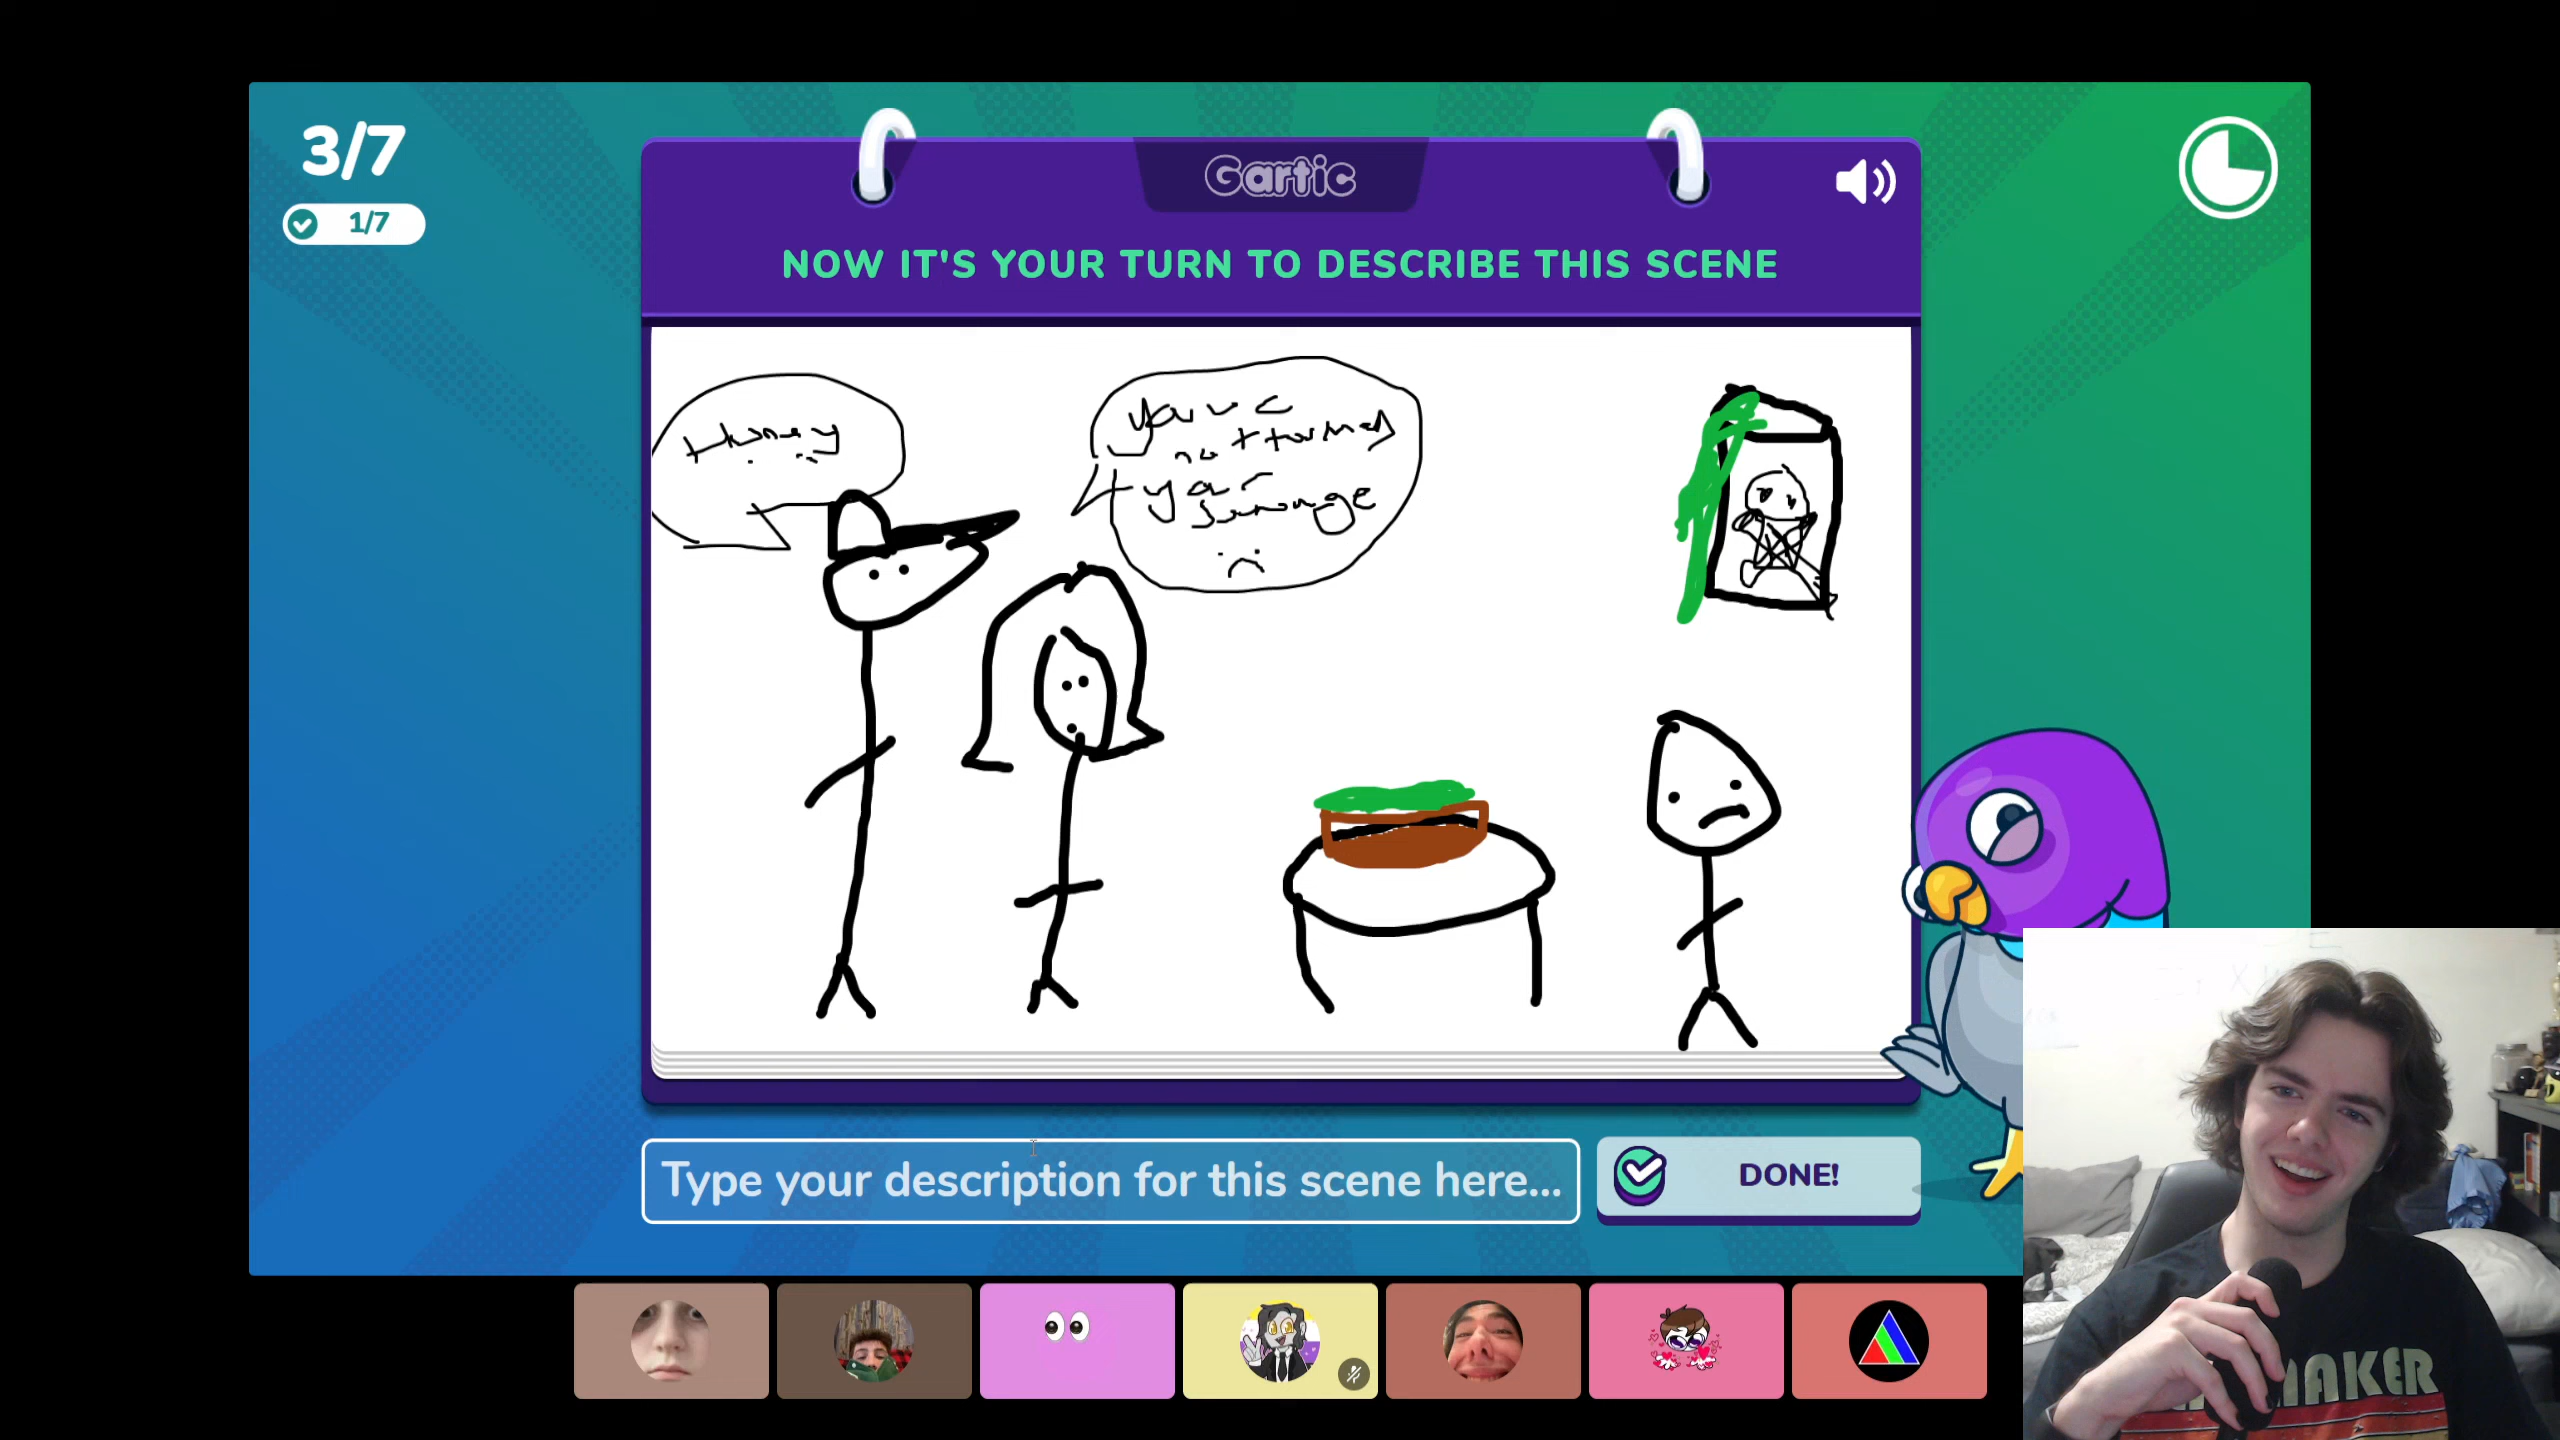 3/7
1/7
Gartic
NOW IT'S YOUR TURN TO DESCRIBE THIS SCENE
Honey
you've
not turned
your
Type your description for this scene here...
DONE!
MAKER